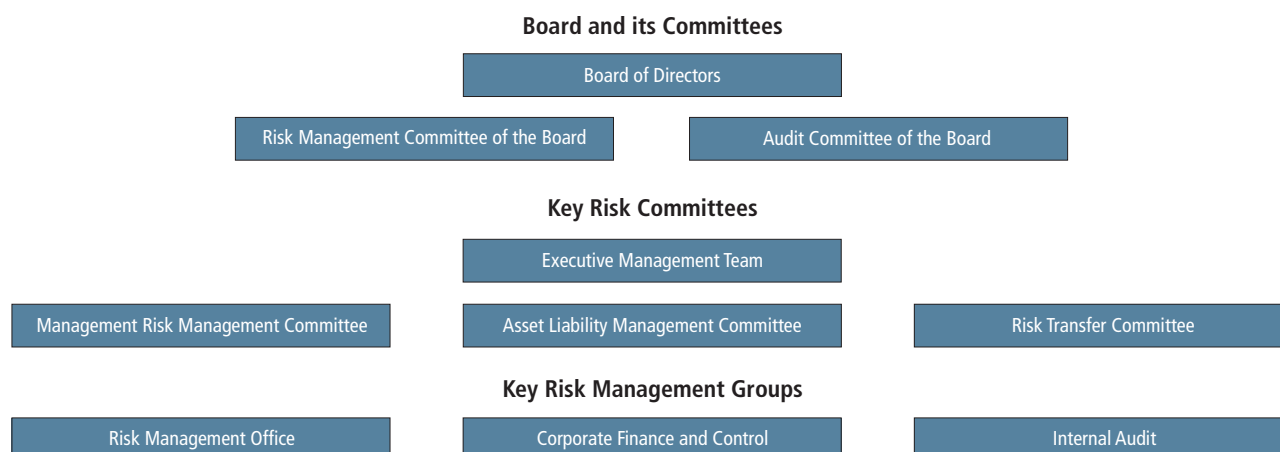 Board and its Committees
Board of Directors
Risk Management Committee of the Board
Audit Committee of the Board
Key Risk Committees
Executive Management Team
Management Risk Management Committee
Asset Liability Management Committee
Risk Transfer Committee
Key Risk Management Groups
Risk Management Office
Corporate Finance and Control
Internal Audit